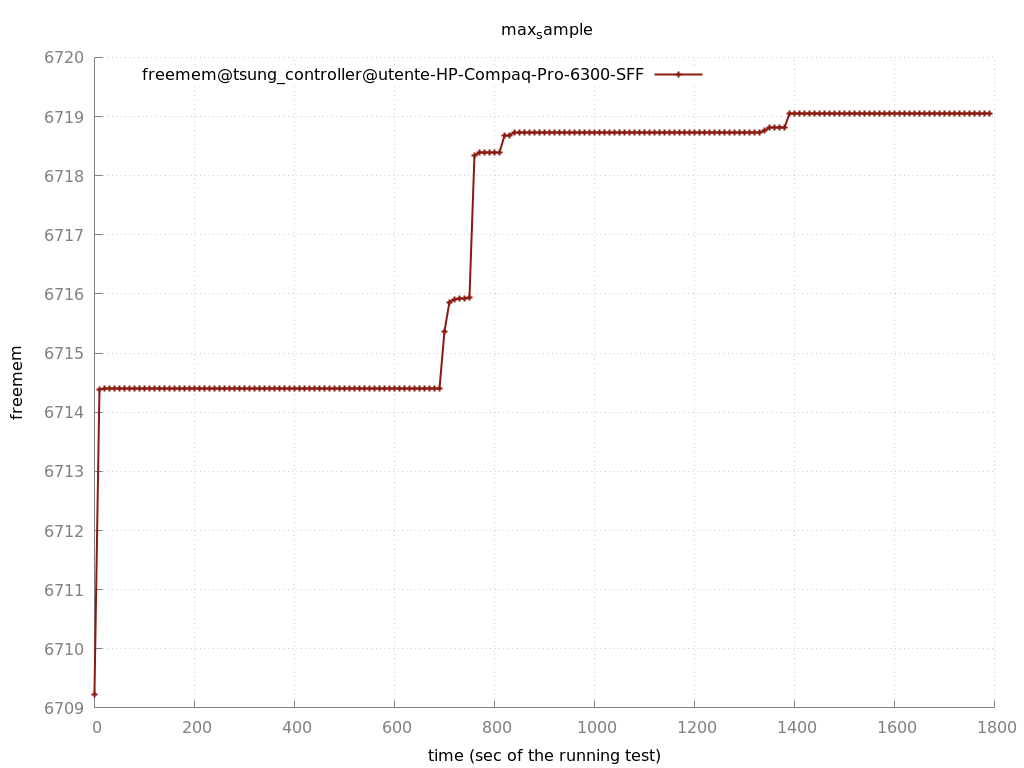 max_sample
freemem@tsung_controller@utente-HP-Compaq-Pro-6300-SFF
6720
6719
6718
6717
6716
6715
6714
6713
6712
6711
6710
6709
freemem
0 200 400 600 800 1000 1200 1400 1600 1800
time (sec of the running test)